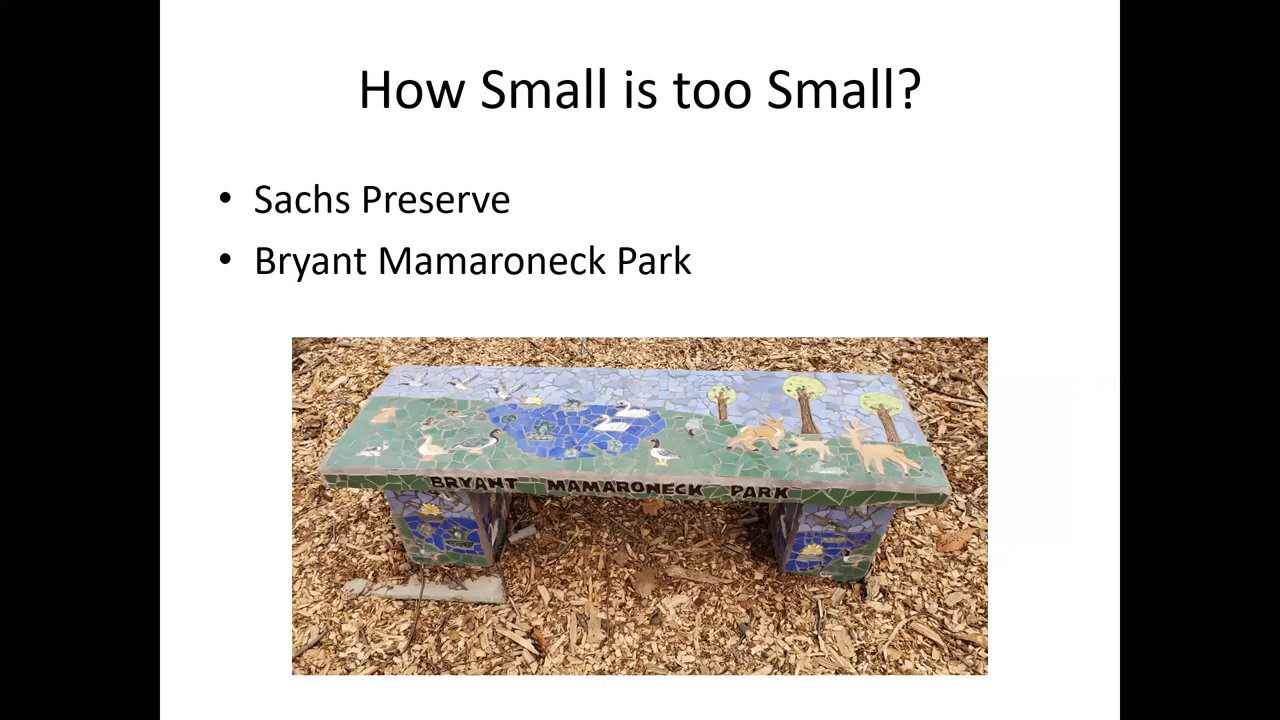 How Small is too Small?
• Sachs Preserve
• Bryant Mamaroneck Park
BRYANT MAMARONECK PARK